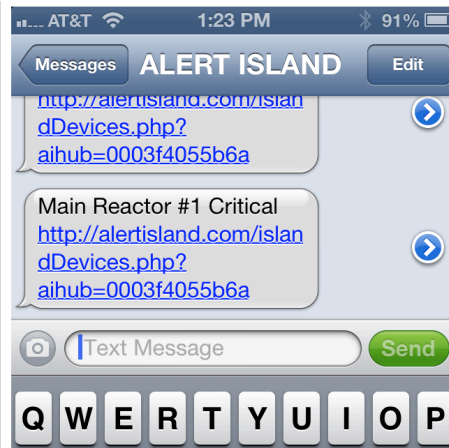 AT&T 1:23 PM 91%
Messages ALERT ISLAND Edit
http://alertisland.com/islan
dDevices.php?
aihub=0003f4055b6a
Main Reactor #1 Critical
http://alertisland.com/islan
dDevices.php?
aihub=0003f4055b6a
Text Message Send
Q W E R T Y U I O P